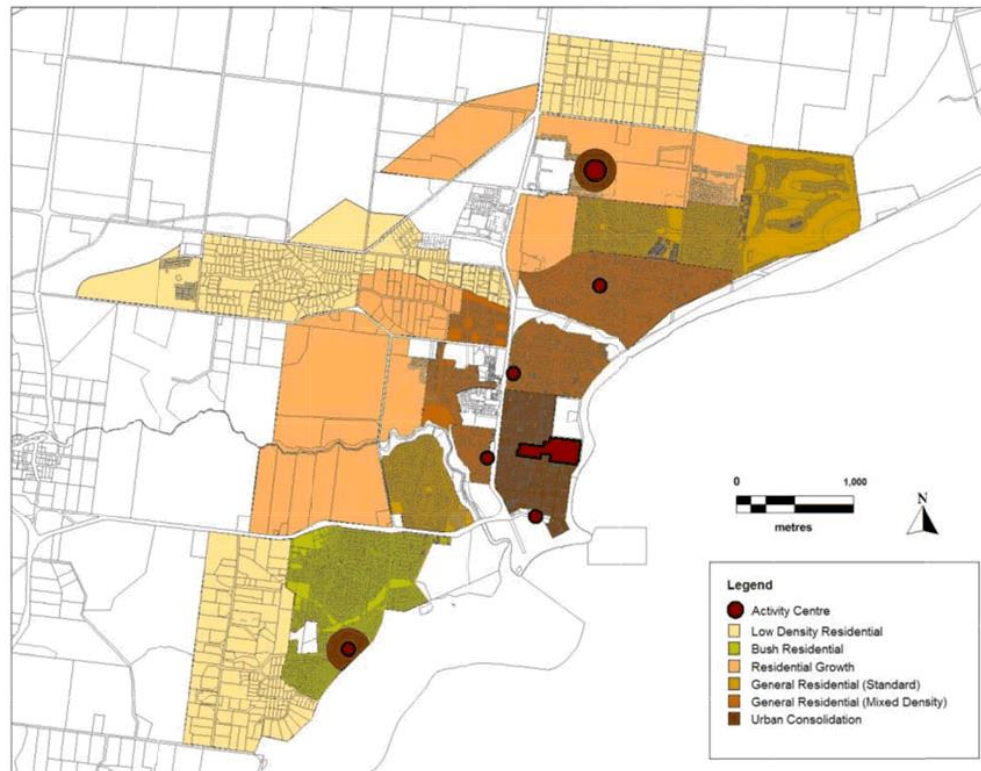 0 1,000
metres
N
Legend
Activity Centre
Low Density Residential
Bush Residential
Residential Growth
General Residential (Standard)
General Residential (Mixed Density)
Urban Consolidation